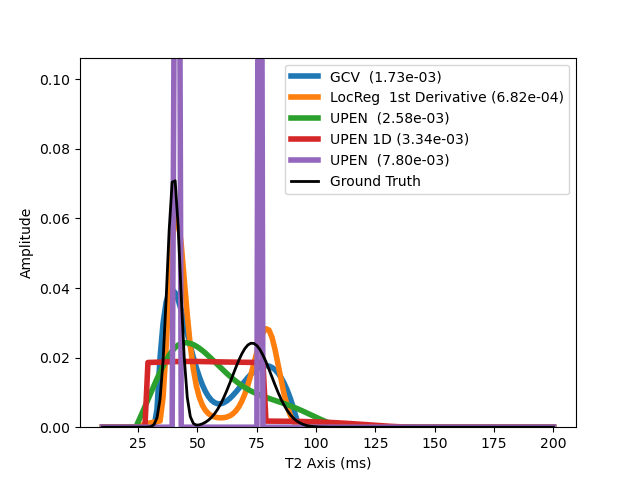 0.10
0.08
0.06
0.04
0.02
0.00
Amplitude
GCV (1.73e-03)
LocReg 1st Derivative (6.82e-04)
UPEN (2.58e-03)
UPEN 1D (3.34e-03)
UPEN (7.80e-03)
Ground Truth
25 50 75 100 125 150 175 200
T2 Axis (ms)